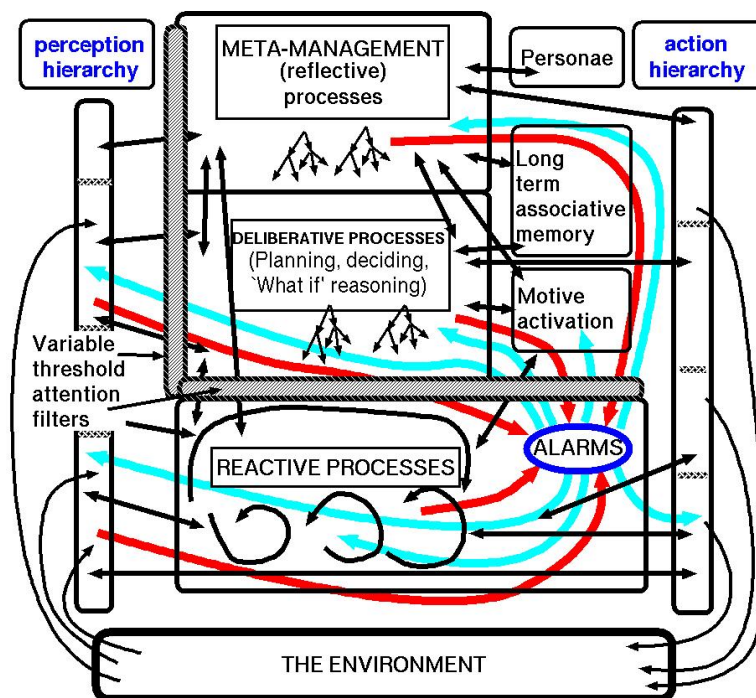 perception
hierarchy
META-MANAGEMENT
(reflective)
processes
Personae
action
hierarchy
Long
term
associative
memory
DELIBERATIVE PROCESSES
(Planning, deciding,
`What if' reasoning)
Motive
activation
Variable
threshold
attention
filters
REACTIVE PROCESSES
ALARMS
THE ENVIRONMENT